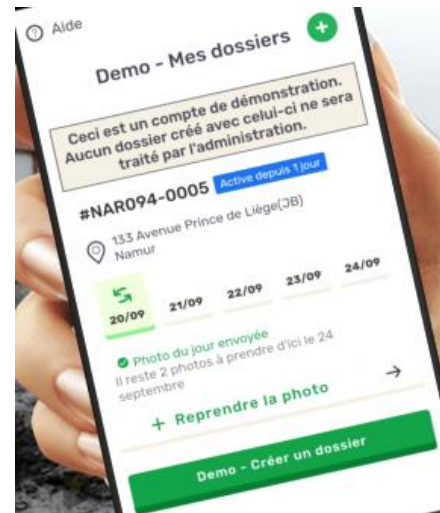 Aide
Demo - Mes dossiers
Ceci est un compte de démonstration.
Aucun dossier créé avec celui-ci ne sera
traité par l'administration.
#NAR094-0005 Active depuis 1 jour
133 Avenue Prince de Liège(JB)
Namur
20/09 21/09 22/09 23/09 24/09
Photo du jour envoyée
Il reste 2 photos à prendre d'ici le 24
septembre
+ Reprendre la photo
Demo - Créer un dossier